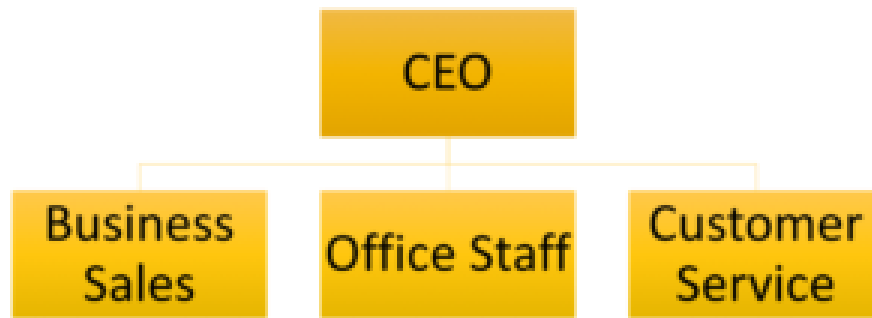 CEO
Business
Sales
Office Staff
Customer
Service